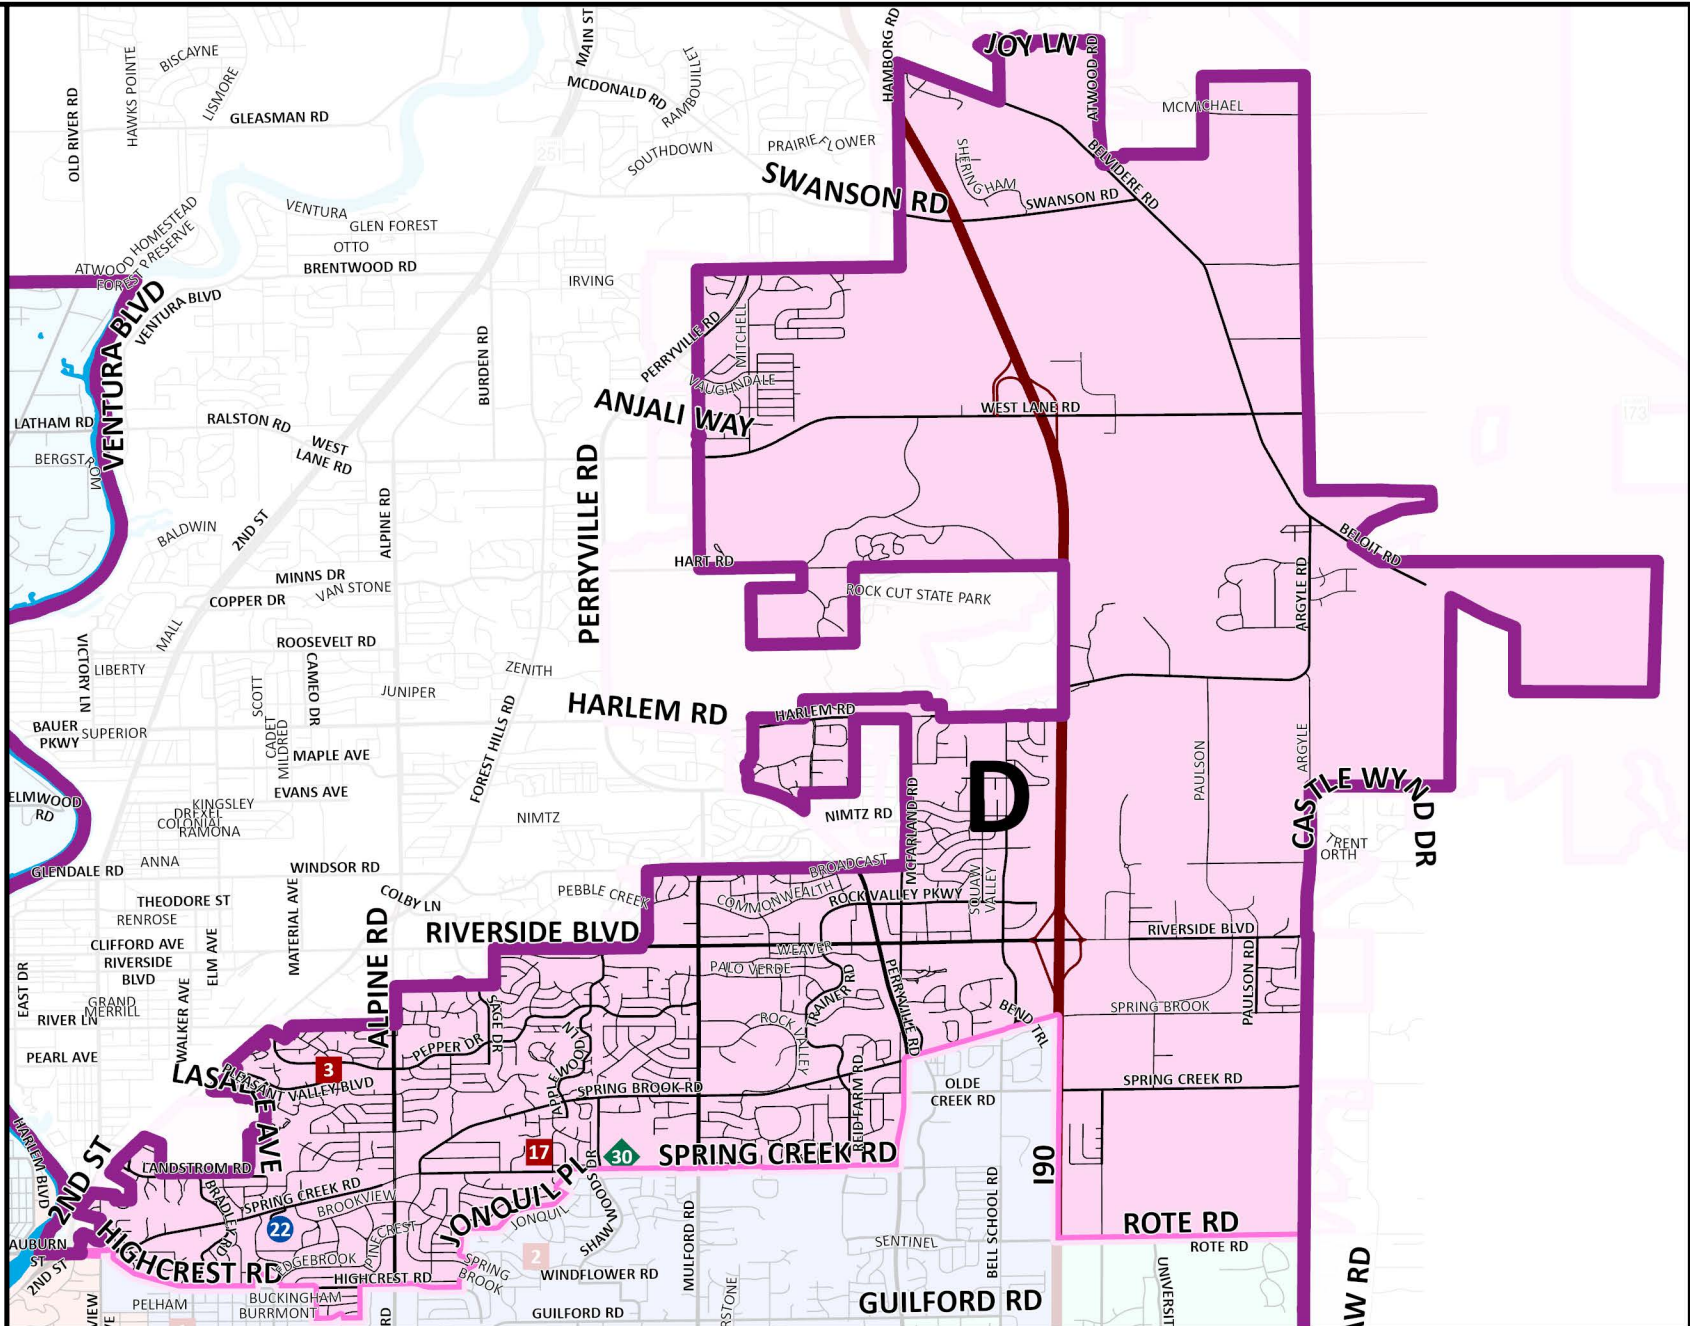 MAIN ST
HAMBORG RD
JOY LN
BISCAYNE
HAWKS POINTE
OLD RIVER RD
LISMORE
GLEASMAN RD
MCDONALD RD
RAMBOUILLET
ATWOOD RD
MCMICHAEL
251
SOUTHDOWN
PRAIRIE FLOWER
SHERINGHAM
BELVIDERE RD
SWANSON RD
SWANSON RD
VENTURA
GLEN FOREST
OTTO
BRENTWOOD RD
ATWOOD HOMESTEAD
FOREST PRESERVE
IRVING
VENTURA BLVD
VENTURA BLVD
BURDEN RD
PERRYVILLE RD
MITCHELL
VAUGHNDALE
ANJALI WAY
WEST LANE RD
173
LATHAM RD
RALSTON RD
WEST
LANE RD
BERGSTROM
PERRYVILLE RD
ALPINE RD
BALDWIN
2ND ST
HART RD
BELOIT RD
MINNS DR
VAN STONE
COPPER DR
ROCK CUT STATE PARK
ARGYLE RD
MALL
VICTORY LN
LIBERTY
ROOSEVELT RD
CAMEO DR
SCOTT
ZENITH
JUNIPER
HARLEM RD
HARLEM RD
FOREST HILLS RD
BAUER
PKWY
SUPERIOR
CADET
MILDRED
MAPLE AVE
EVANS AVE
PAULSON
ARGYLE
D
CASTLE WYND DR
ELMWOOD
RD
KINGSLEY
DREXEL
COLONIAL
RAMONA
NIMTZ
NIMTZ RD
MCFARLAND RD
TRENT
ORTH
ANNA
GLENDALE RD
WINDSOR RD
BROADCAST
COLBY LN
PEBBLE CREEK
COMMONWEALTH
ROCK VALLEY PKWY
SQUAW
VALLEY
THEODORE ST
RENROSE
MATERIAL AVE
ALPINE RD
RIVERSIDE BLVD
RIVERSIDE BLVD
CLIFFORD AVE
RIVERSIDE
BLVD
ELM AVE
WEAVER
PALO VERDE
EAST DR
GRAND
MERRILL
RIVER LN
WALKER AVE
SAGE DR
TRAINER RD
PERRYVILLE RD
BEND TRL
SPRING BROOK
PAULSON RD
ROCK VALLEY
PEARL AVE
PEPPER DR
3
LASALLE AVE
PLEASANT VALLEY BLVD
APPLEWOOD LN
SPRING BROOK RD
REID FARM RD
OLDE
CREEK RD
SPRING CREEK RD
HARLEM BLVD
2ND ST
LANDSTROM RD
17
30
SPRING CREEK RD
I90
BELL SCHOOL RD
SPRING CREEK RD
BRADLEY RD
BROOKVIEW
22
JONQUIL PL
JONQUIL
SHAW WOODS DR
MULFORD RD
ROTE RD
ROTE RD
AUBURN
ST
2ND ST
HIGHCREST RD
EDGEBROOK
PINECREST
HIGHCREST RD
SPRING
BROOK
2
WINDFLOWER RD
SENTINEL
PELHAM
BUCKINGHAM
BURRMONT
GUILFORD RD
GUILFORD RD